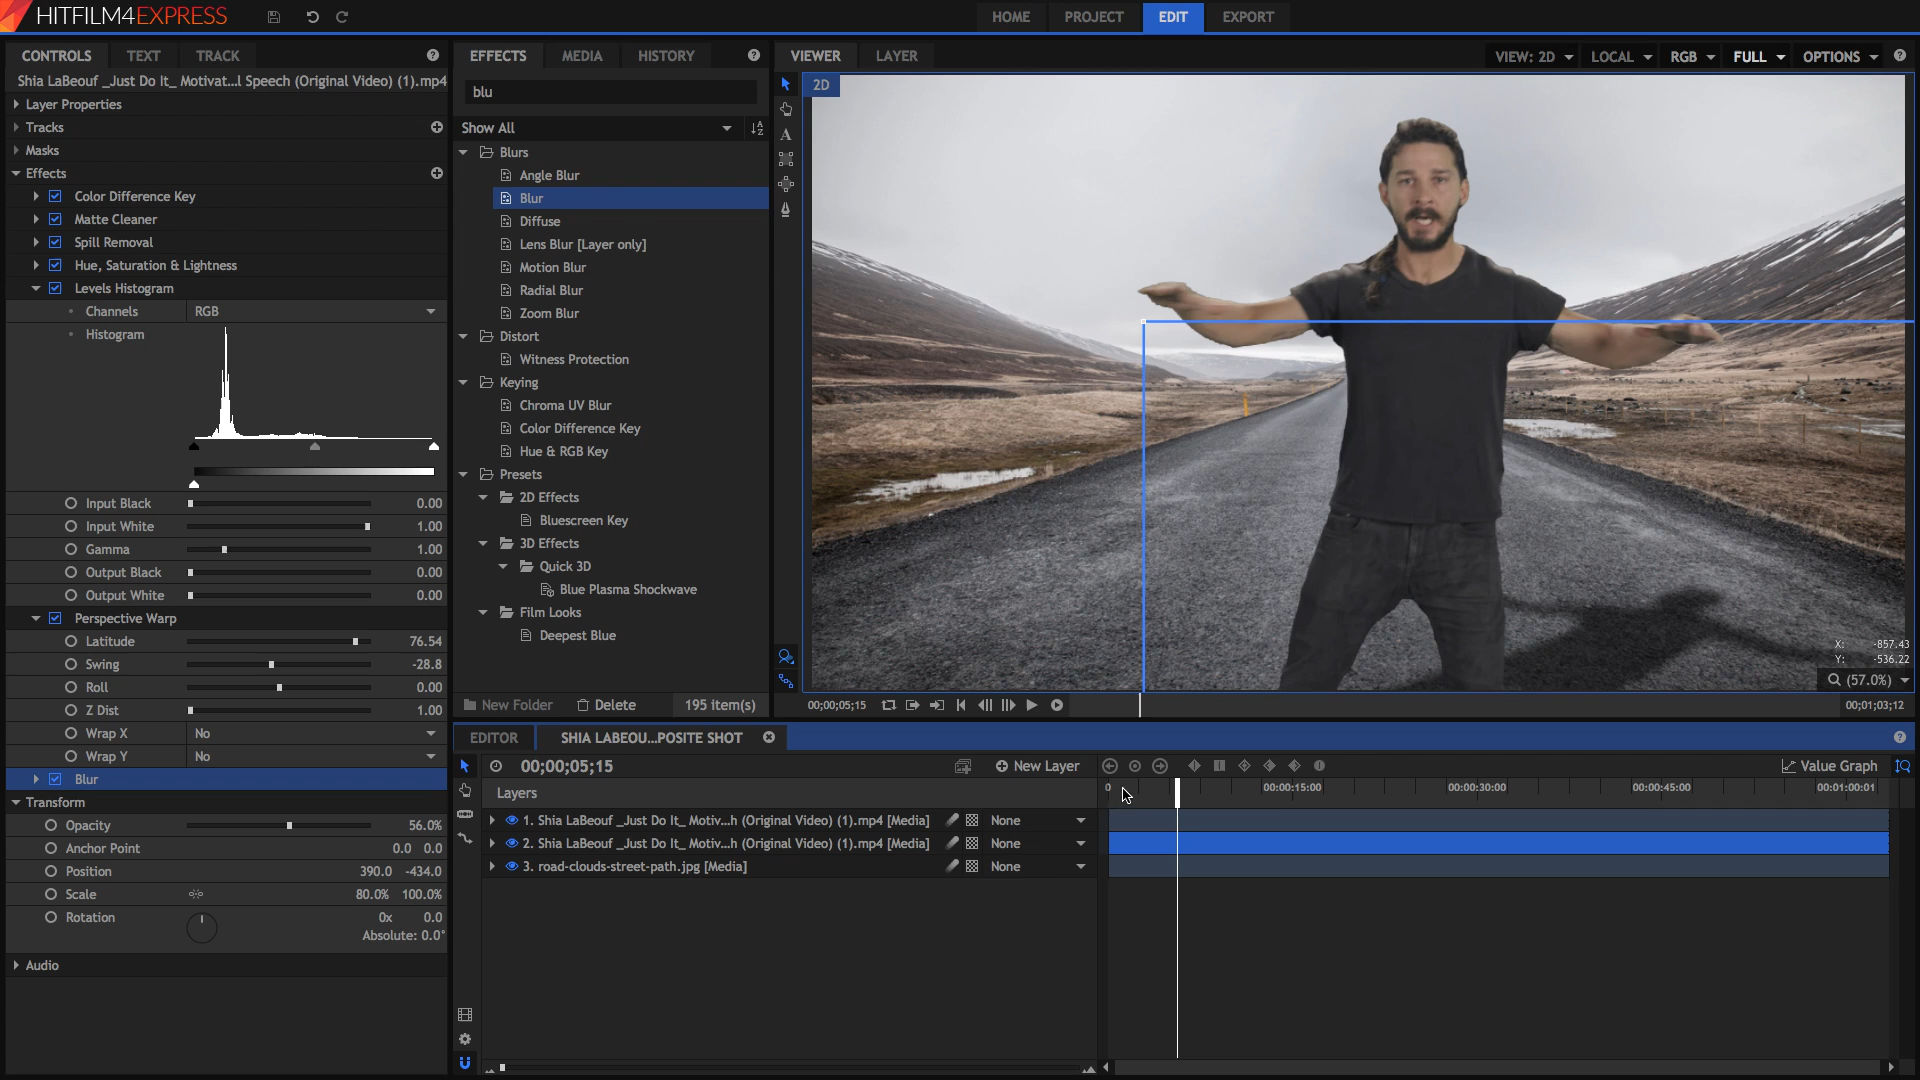 HITFILM4EXPRESS
HOME PROJECT EDIT EXPORT
CONTROLS TEXT TRACK
Shia LaBeouf _Just Do It_ Motivat...l Speech (Original Video) (1).mp4
Layer Properties
Tracks
Masks
Effects
Color Difference Key
Matte Cleaner
Spill Removal
Hue, Saturation & Lightness
Levels Histogram
Channels RGB
Histogram
Input Black 0.00
Input White 1.00
Gamma 1.00
Output Black 0.00
Output White 0.00
Perspective Warp
Latitude 76.54
Swing -28.8
Roll 0.00
Z Dist 1.00
Wrap X No
Wrap Y No
Blur
Transform
Opacity 56.0%
Anchor Point 0.0 0.0
Position 390.0 -434.0
Scale 80.0% 100.0%
Rotation 0x 0.0
Absolute: 0.0°
Audio
EFFECTS MEDIA HISTORY
blu
Show All
Blurs
Angle Blur
Blur
Diffuse
Lens Blur [Layer only]
Motion Blur
Radial Blur
Zoom Blur
Distort
Witness Protection
Keying
Chroma UV Blur
Color Difference Key
Hue & RGB Key
Presets
2D Effects
Bluescreen Key
3D Effects
Quick 3D
Blue Plasma Shockwave
Film Looks
Deepest Blue
New Folder Delete 195 item(s)
VIEWER LAYER
VIEW: 2D LOCAL RGB FULL OPTIONS
2D
A
X: -857.43
Y: -536.22
(57.0%)
00;00;05;15 00;01;03;12
EDITOR SHIA LABEOU...POSITE SHOT
00;00;05;15 New Layer Value Graph
Layers 0 00:00:15:00 00:00:30:00 00:00:45:00 00:01:00:01
1. Shia LaBeouf _Just Do It_ Motiv...h (Original Video) (1).mp4 [Media] None
2. Shia LaBeouf _Just Do It_ Motiv...h (Original Video) (1).mp4 [Media] None
3. road-clouds-street-path.jpg [Media] None